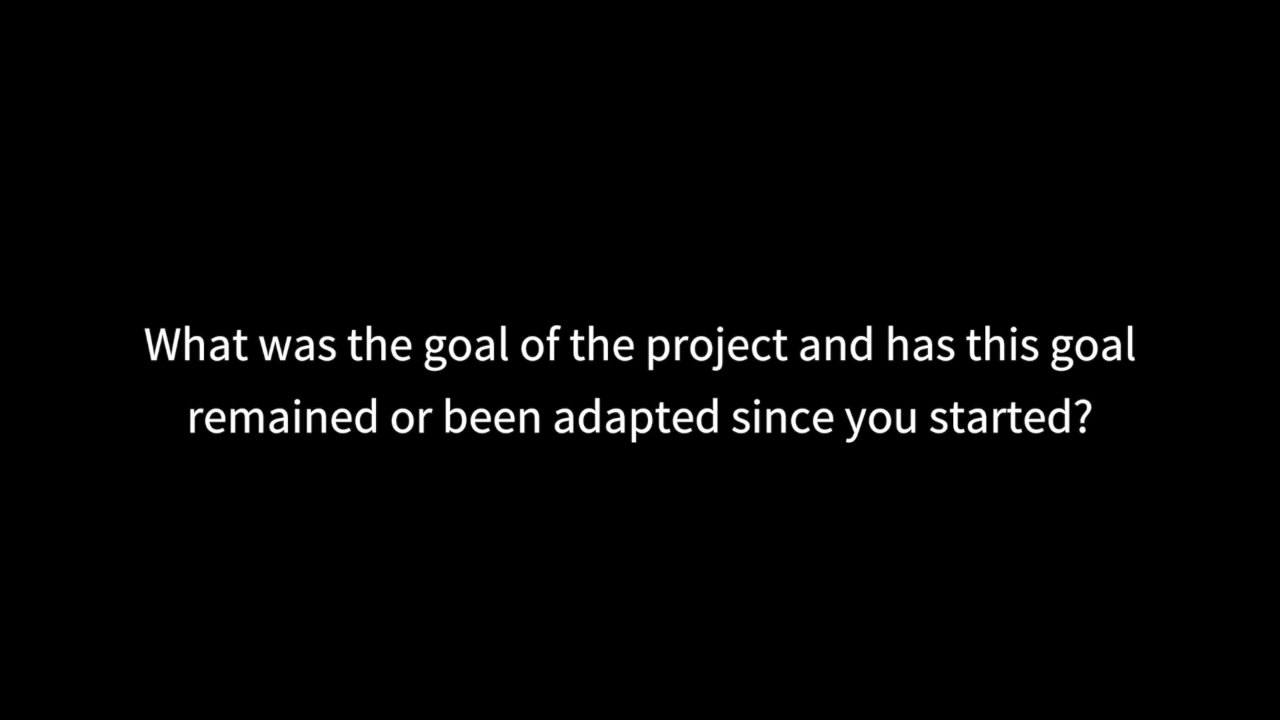 What was the goal of the project and has this goal
remained or been adapted since you started?